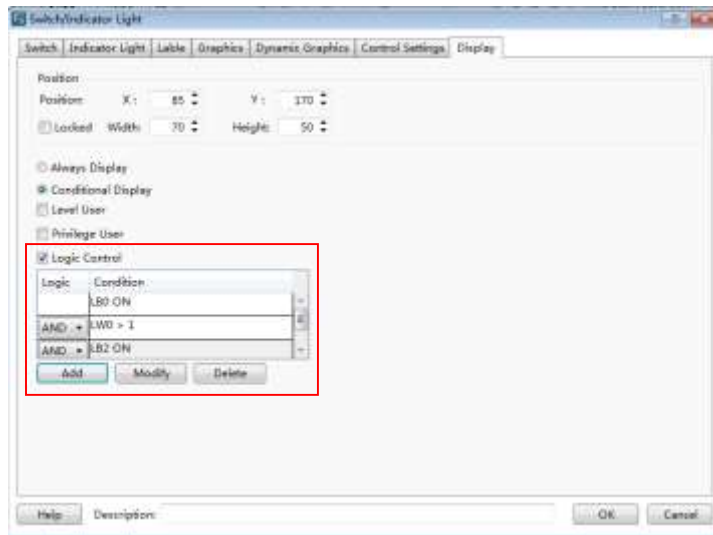 Switch/Indicator Light
Switch Indicator Light Lable Graphics Dynamic Graphics Control Settings Display
Position
Position: X : 85 Y : 170
Locked Width: 70 Height: 50
Always Display
Conditional Display
Level User
Privilege User
Logic Control
Logic Condition
LB0 ON
AND LW0 > 1
AND LB2 ON
Add Modify Delete
Help Description: OK Cancel